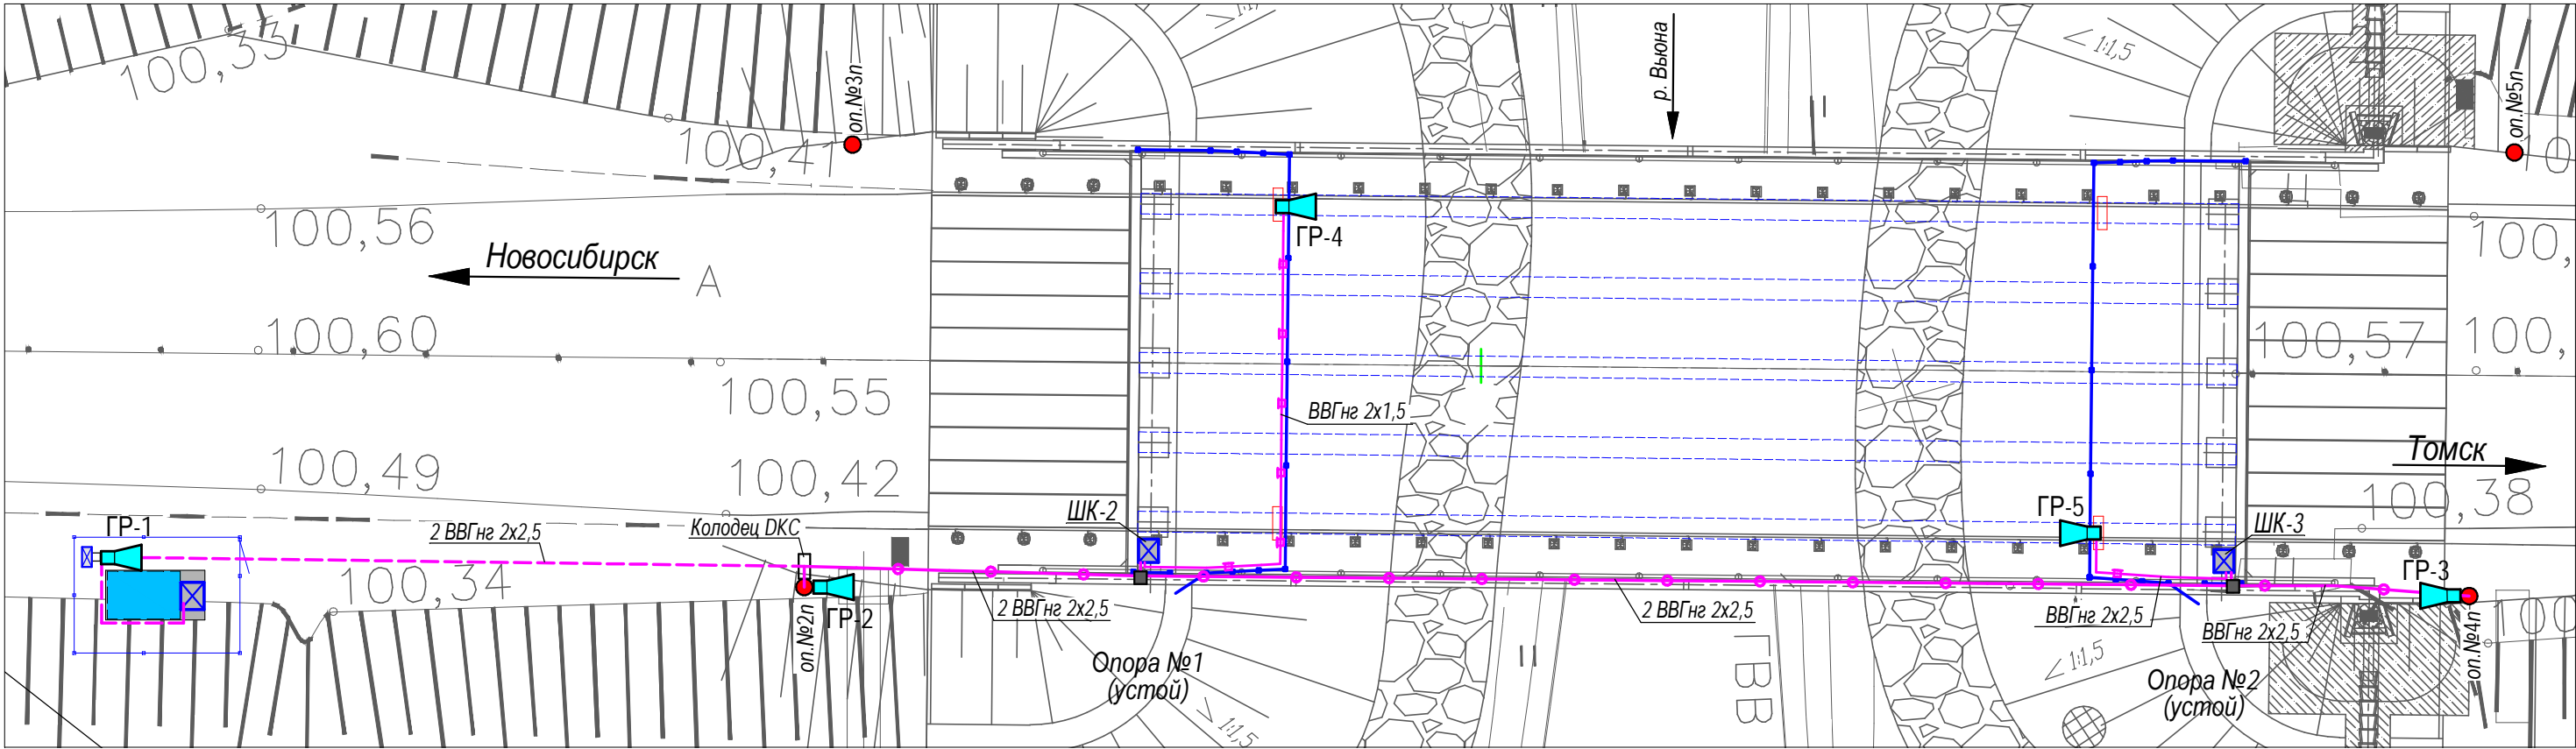 100,33
оп.№3п
100,41
1:1,5
р. Вьюна
1:1,5
оп.№5п
100,56
Новосибирск
А
ГР-4
100,
100,60
100,57
100,
100,55
ВВГнг 2х1,5
100,49
100,42
Томск
100,38
ГР-1
2 ВВГнг 2х2,5
Колодец DKC
ШК-2
ГР-5
ШК-3
100,34
оп.№2п
ГР-2
2 ВВГнг 2х2,5
2 ВВГнг 2х2,5
ВВГнг 2х2,5
ВВГнг 2х2,5
ГР-3
оп.№4п
100
Опора №1
(устой)
1:1,5
ГВВ
1:1,5
Опора №2
(устой)